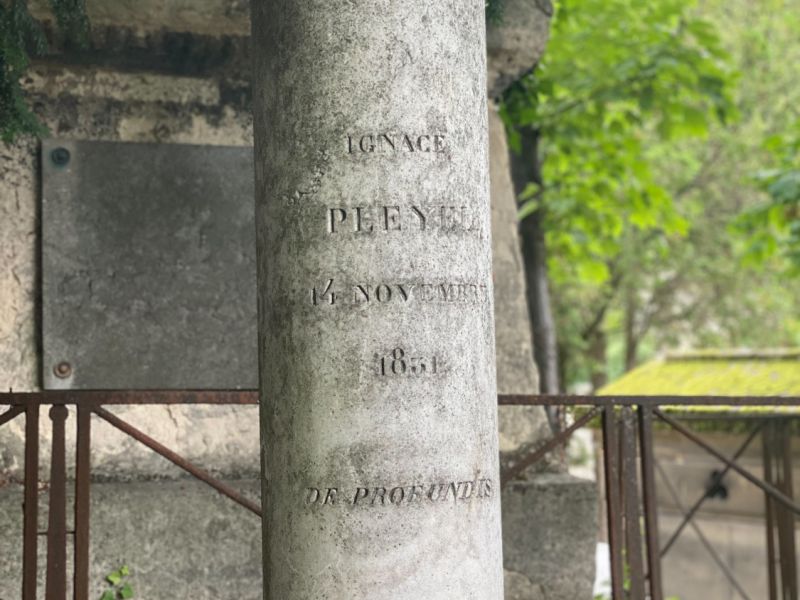 IGNACE
PLEYEL
14 NOVEMBRE
1831
DE PROFUNDIS